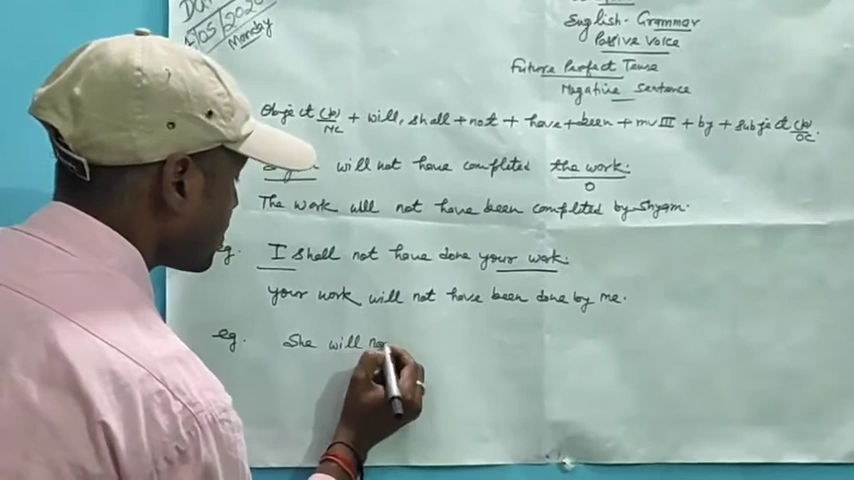 /05/2020
Monday
English. Grammar
Passive Voice
Future Perfect Tense
Negative Sentence
Object + will, shall + not + have + been + mv III + by + subject
will not have completed the work.
O
The work will not have been completed by Shyam.
eg. I shall not have done your work.
your work will not have been done by me.
eg. She will no